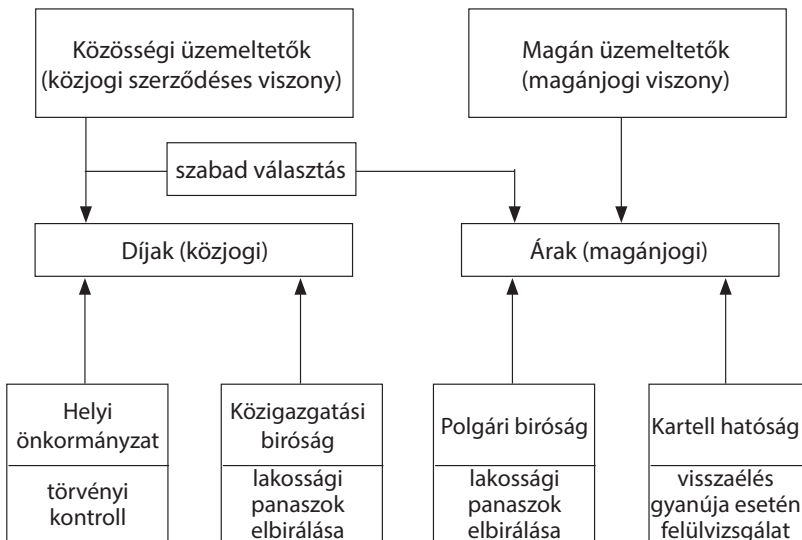 Közösségi üzemeltetők
(közjogi szerződéses viszony)
Magán üzemeltetők
(magánjogi viszony)
szabad választás
Díjak (közjogi)
Árak (magánjogi)
Helyi
önkormányzat
törvényi
kontroll
Közigazgatási
biróság
lakossági
panaszok
elbirálása
Polgári biróság
lakossági
panaszok
elbirálása
Kartell hatóság
visszaélés
gyanúja esetén
felülvizsgálat